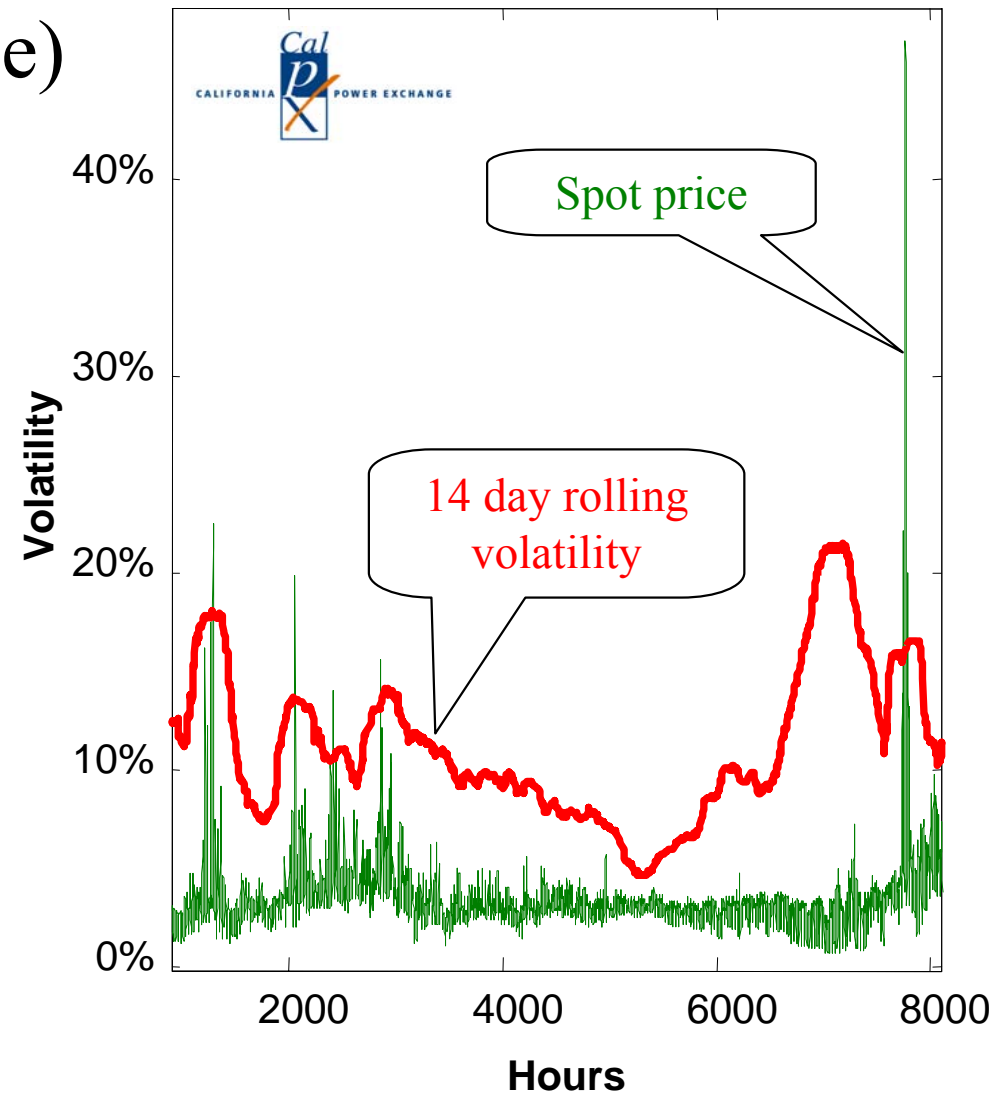 e)
Cal
p
CALIFORNIA POWER EXCHANGE
X
40%
Spot price
30%
Volatility
14 day rolling
volatility
20%
10%
0%
2000 4000 6000 8000
Hours